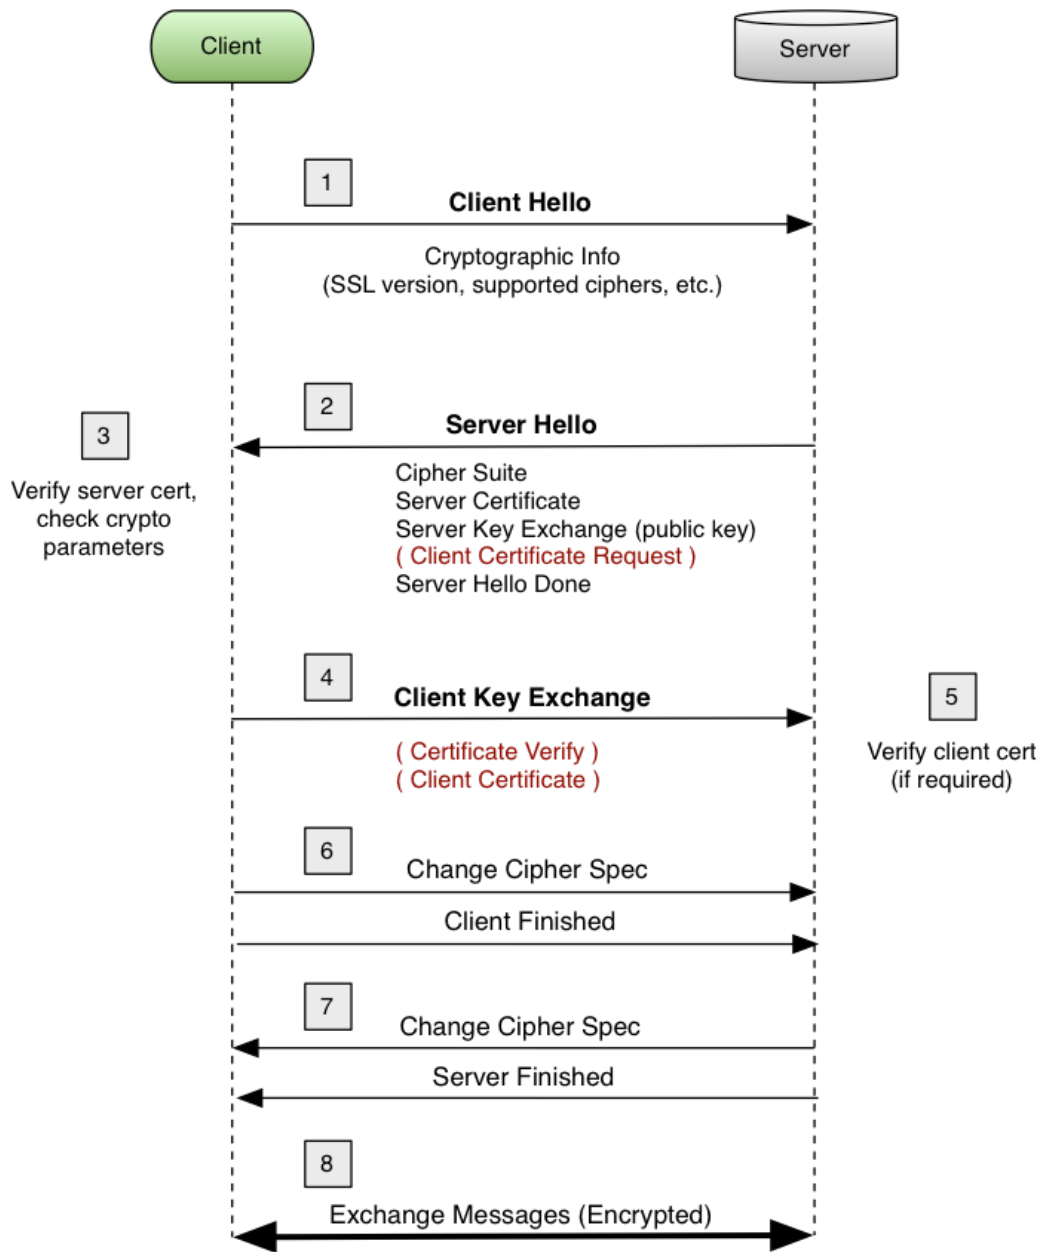 Client
Server
1
Client Hello
Cryptographic Info
(SSL version, supported ciphers, etc.)
2
Server Hello
3
Verify server cert,
check crypto
parameters
Cipher Suite
Server Certificate
Server Key Exchange (public key)
( Client Certificate Request )
Server Hello Done
4
Client Key Exchange
( Certificate Verify )
( Client Certificate )
5
Verify client cert
(if required)
6
Change Cipher Spec
Client Finished
7
Change Cipher Spec
Server Finished
8
Exchange Messages (Encrypted)